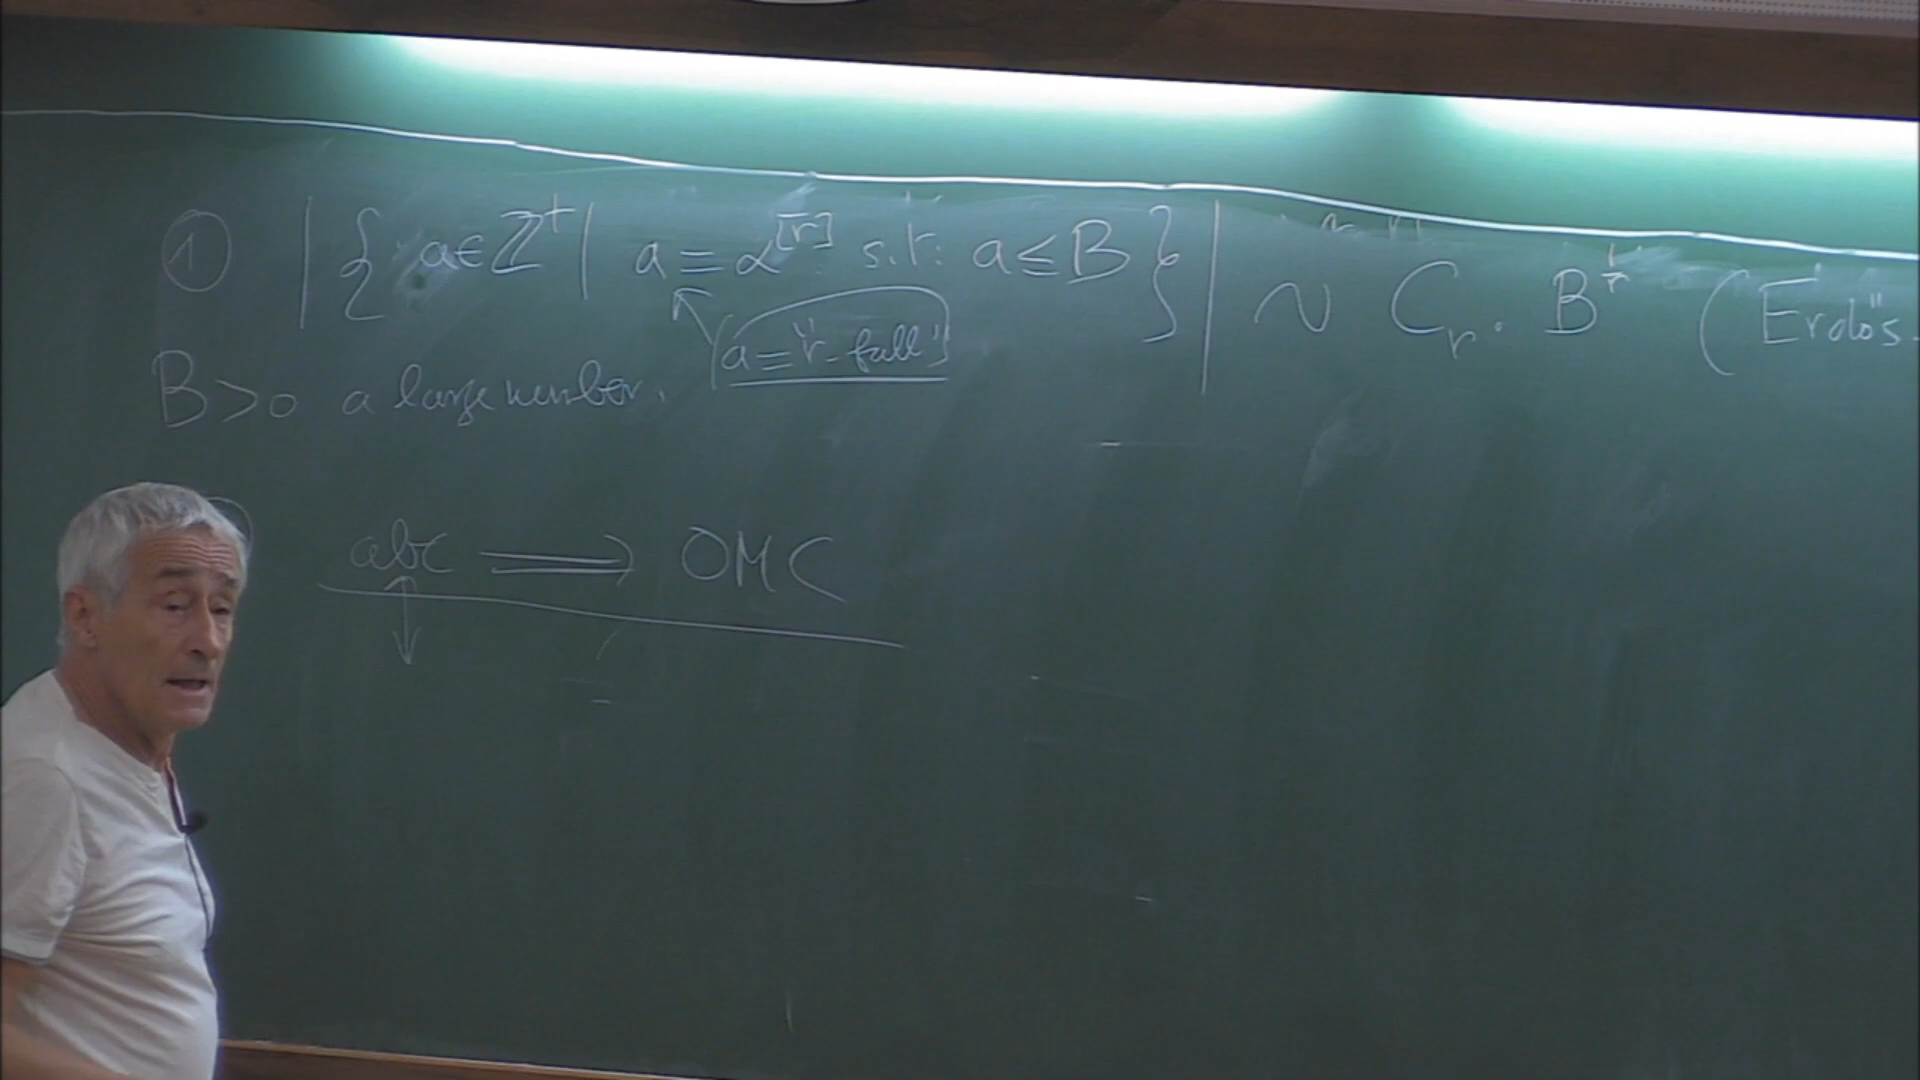 ① |{ a ∈ ℤ⁺ | a = α^[r] s.t. a ≤ B }| ~ C_r · B^{1/r} (Erdős.
(a = "r-full")
B > 0 a large number.
abc ⟹ OMC
↕